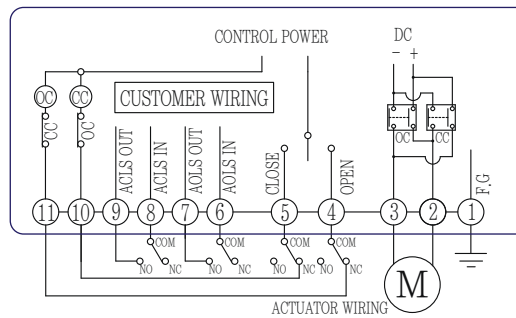 CONTROL POWER
DC
- +
OC CC
CUSTOMER WIRING
CC
OC
ACLS OUT
ACLS IN
AOLS OUT
AOLS IN
CLOSE
OPEN
OC CC
F.G
11 10 9 8 7 6 5 4 3 2 1
COM COM COM COM
NO NC NO NC NO NC NO NC
M
ACTUATOR WIRING